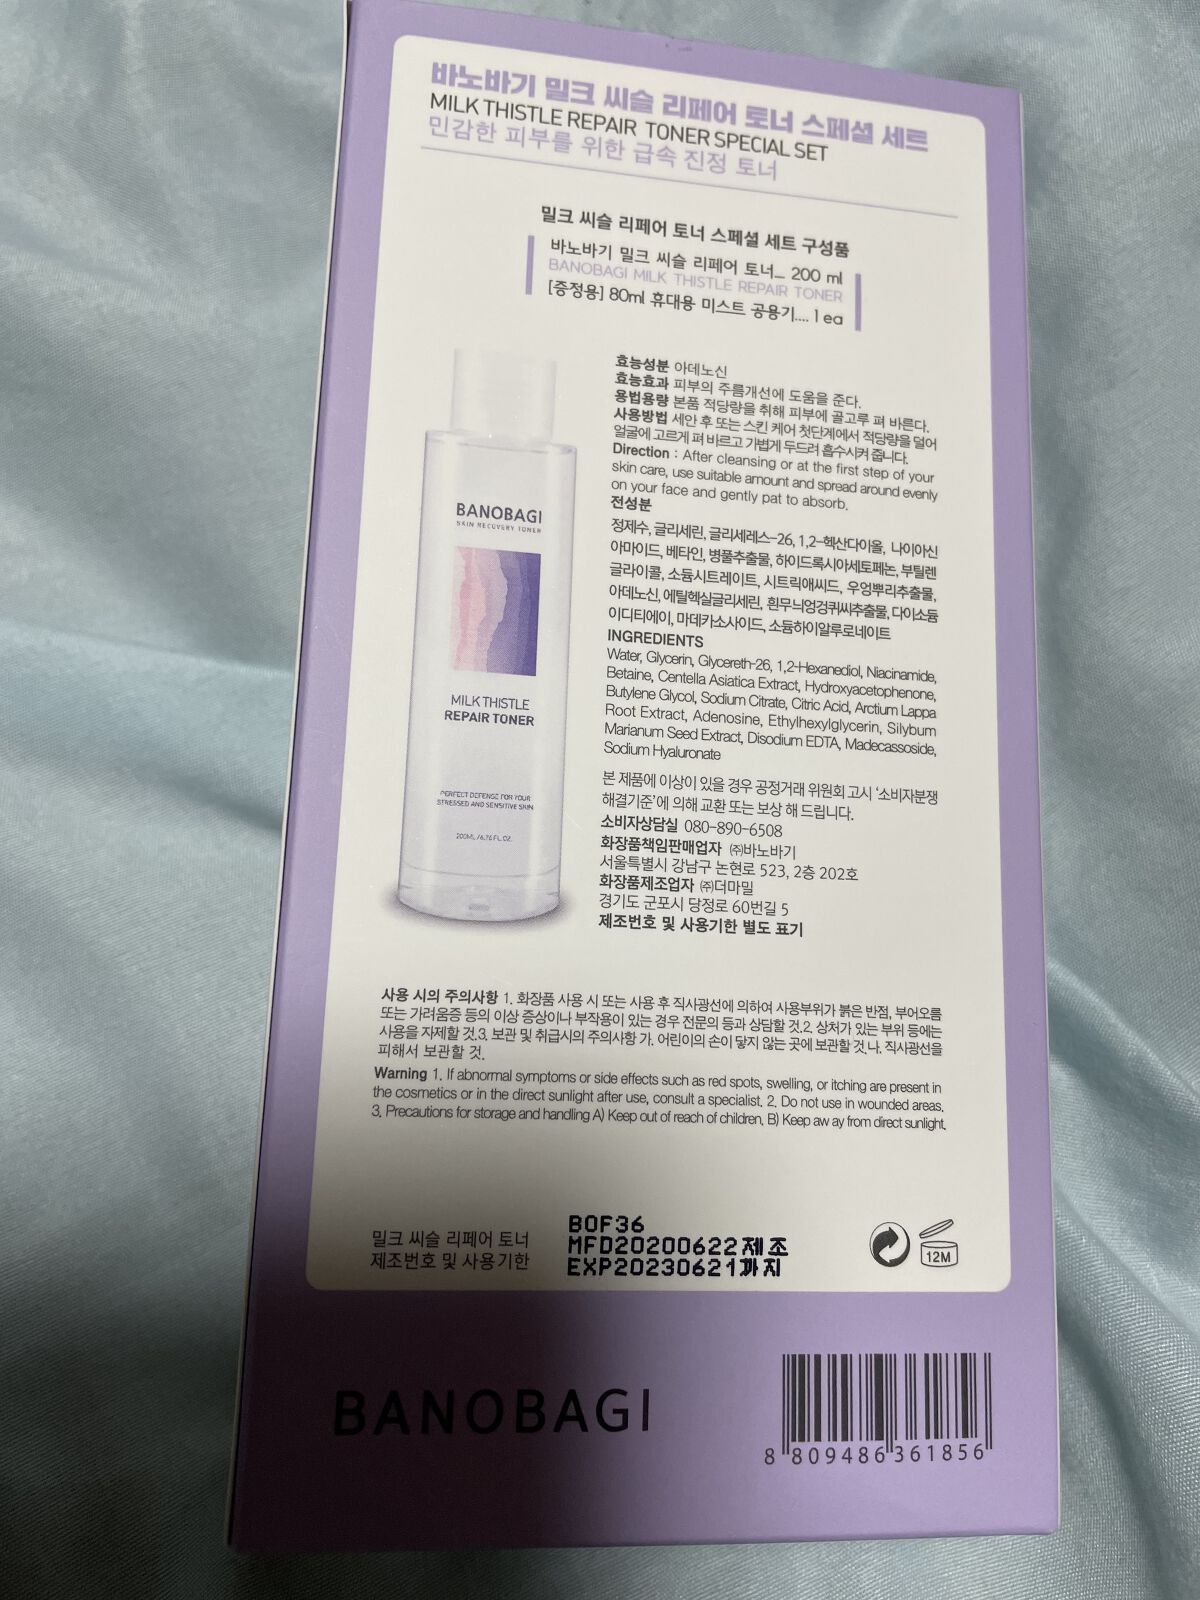 바노바기 밀크 씨슬 리페어 토너 스페셜 세트
MILK THISTLE REPAIR TONER SPECIAL SET
민감한 피부를 위한 급속 진정 토너
밀크 씨슬 리페어 토너 스페셜 세트 구성품
바노바기 밀크 씨슬 리페어 토너_ 200 ml
BANOBAGI MILK THISTLE REPAIR TONER
[증정용] 80ml 휴대용 미스트 공용기.... 1 ea
효능성분 아데노신
효능효과 피부의 주름개선에 도움을 준다.
용법용량 본품 적당량을 취해 피부에 골고루 펴 바른다.
사용방법 세안 후 또는 스킨 케어 첫단계에서 적당량을 덜어
얼굴에 고르게 펴 바르고 가볍게 두드려 흡수시켜 줍니다.
Direction : After cleansing or at the first step of your
skin care, use suitable amount and spread around evenly
on your face and gently pat to absorb.
전성분
정제수, 글리세린, 글리세레스-26, 1,2-헥산다이올, 나이아신
아마이드, 베타인, 병풀추출물, 하이드록시아세토페논, 부틸렌
글라이콜, 소듐시트레이트, 시트릭애씨드, 우엉뿌리추출물,
아데노신, 에틸헥실글리세린, 흰무늬엉겅퀴씨추출물, 다이소듐
이디티에이, 마데카소사이드, 소듐하이알루로네이트
INGREDIENTS
Water, Glycerin, Glycereth-26, 1,2-Hexanediol, Niacinamide,
Betaine, Centella Asiatica Extract, Hydroxyacetophenone,
Butylene Glycol, Sodium Citrate, Citric Acid, Arctium Lappa
Root Extract, Adenosine, Ethylhexylglycerin, Silybum
Marianum Seed Extract, Disodium EDTA, Madecassoside,
Sodium Hyaluronate
본 제품에 이상이 있을 경우 공정거래 위원회 고시 '소비자분쟁
해결기준'에 의해 교환 또는 보상 해 드립니다.
소비자상담실 080-890-6508
화장품책임판매업자 ㈜바노바기
서울특별시 강남구 논현로 523, 2층 202호
화장품제조업자 ㈜더마밀
경기도 군포시 당정로 60번길 5
제조번호 및 사용기한 별도 표기
BANOBAGI
SKIN RECOVERY TONER
MILK THISTLE
REPAIR TONER
PERFECT DEFENSE FOR YOUR
STRESSED AND SENSITIVE SKIN
200ML / 6.76 FL.OZ.
사용 시의 주의사항 1. 화장품 사용 시 또는 사용 후 직사광선에 의하여 사용부위가 붉은 반점, 부어오름
또는 가려움증 등의 이상 증상이나 부작용이 있는 경우 전문의 등과 상담할 것.2. 상처가 있는 부위 등에는
사용을 자제할 것.3. 보관 및 취급시의 주의사항 가. 어린이의 손이 닿지 않는 곳에 보관할 것.나. 직사광선을
피해서 보관할 것.
Warning 1. If abnormal symptoms or side effects such as red spots, swelling, or itching are present in
the cosmetics or in the direct sunlight after use, consult a specialist. 2. Do not use in wounded areas.
3. Precautions for storage and handling A) Keep out of reach of children. B) Keep aw ay from direct sunlight.
밀크 씨슬 리페어 토너
제조번호 및 사용기한
BOF36
MFD20200622제조
EXP20230621까지
12M
BANOBAGI
8 809486 361856